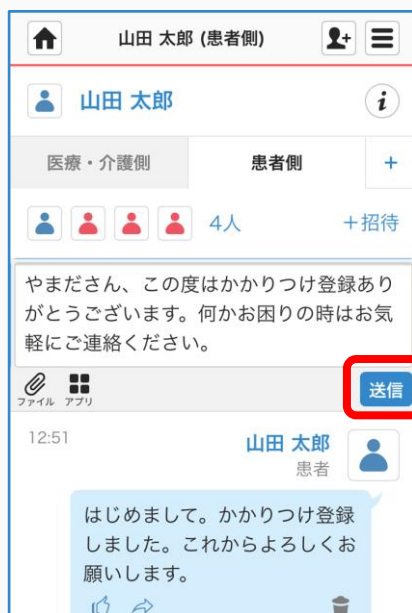 山田 太郎 (患者側)
山田 太郎
i
医療・介護側
患者側
+
4人
+招待
やまださん、この度はかかりつけ登録あり
がとうございます。何かお困りの時はお気
軽にご連絡ください。
ファイル アプリ
送信
12:51
山田 太郎
患者
はじめまして。かかりつけ登録
しました。これからよろしくお
願いします。